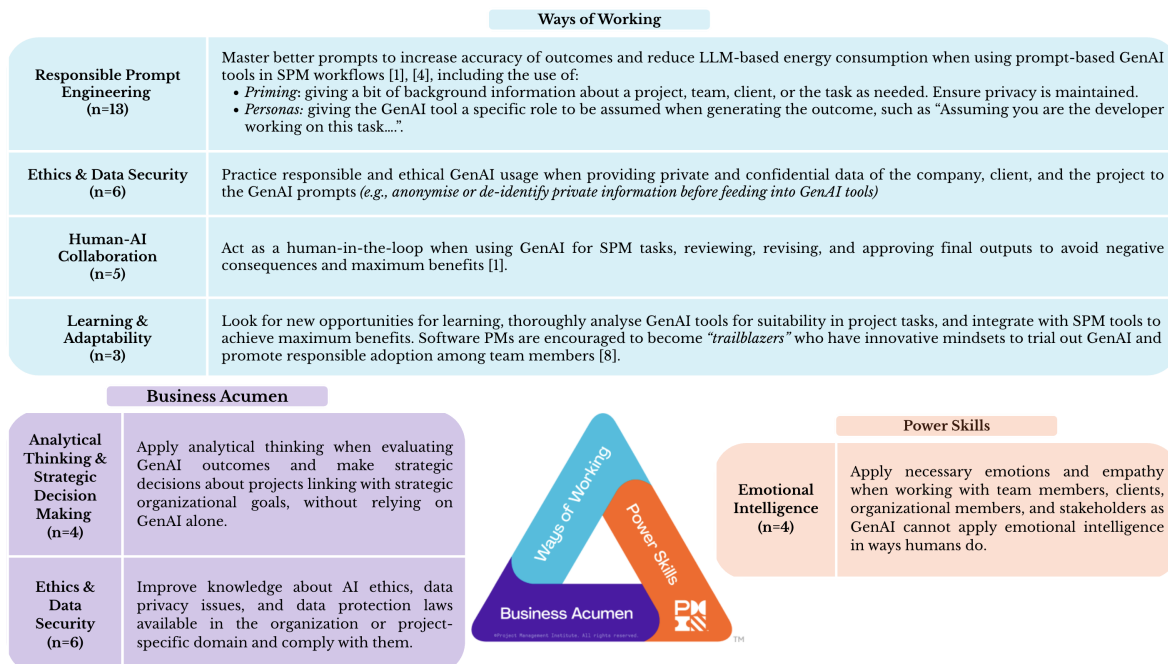 Ways of Working
Responsible Prompt
Engineering
(n=13)
Master better prompts to increase accuracy of outcomes and reduce LLM-based energy consumption when using prompt-based GenAI
tools in SPM workflows [1], [4], including the use of:
• Priming: giving a bit of background information about a project, team, client, or the task as needed. Ensure privacy is maintained.
• Personas: giving the GenAI tool a specific role to be assumed when generating the outcome, such as “Assuming you are the developer
working on this task....”.
Ethics & Data Security
(n=6)
Practice responsible and ethical GenAI usage when providing private and confidential data of the company, client, and the project to
the GenAI prompts (e.g., anonymise or de-identify private information before feeding into GenAI tools)
Human-AI
Collaboration
(n=5)
Act as a human-in-the-loop when using GenAI for SPM tasks, reviewing, revising, and approving final outputs to avoid negative
consequences and maximum benefits [1].
Learning &
Adaptability
(n=3)
Look for new opportunities for learning, thoroughly analyse GenAI tools for suitability in project tasks, and integrate with SPM tools to
achieve maximum benefits. Software PMs are encouraged to become “trailblazers” who have innovative mindsets to trial out GenAI and
promote responsible adoption among team members [8].
Business Acumen
Analytical
Thinking &
Strategic
Decision
Making
(n=4)
Apply analytical thinking when evaluating
GenAI outcomes and make strategic
decisions about projects linking with strategic
organizational goals, without relying on
GenAI alone.
Ethics &
Data
Security
(n=6)
Improve knowledge about AI ethics, data
privacy issues, and data protection laws
available in the organization or project-
specific domain and comply with them.
Ways of Working
Power Skills
Business Acumen
©Project Management Institute. All rights reserved
TM
Power Skills
Emotional
Intelligence
(n=4)
Apply necessary emotions and empathy
when working with team members, clients,
organizational members, and stakeholders as
GenAI cannot apply emotional intelligence
in ways humans do.